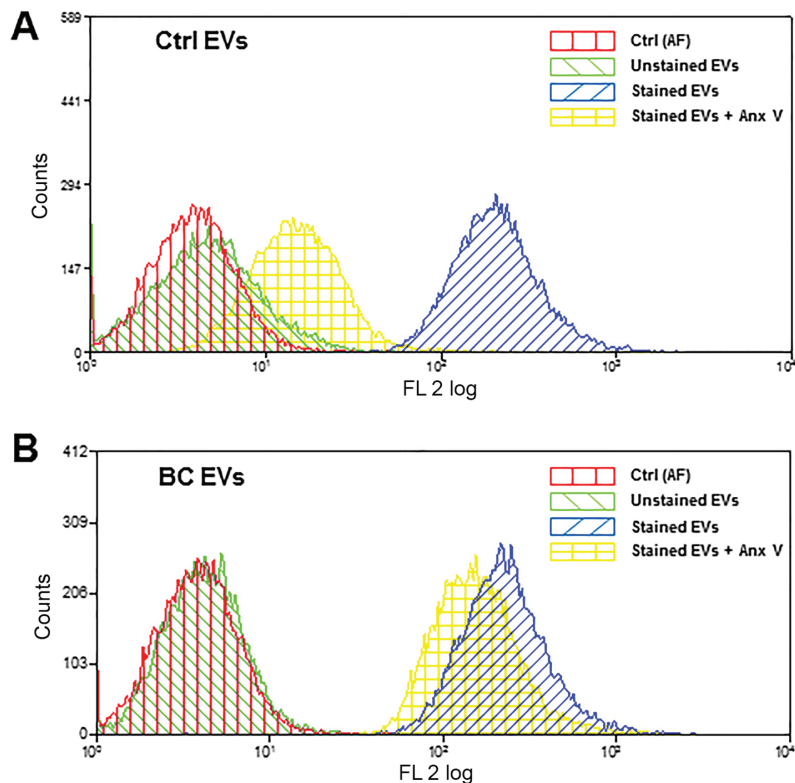 A
Ctrl EVs
Ctrl (AF)
Unstained EVs
Stained EVs
Stained EVs + Anx V
Counts
589
441
294
147
0
10⁰ 10¹ 10² 10³ 10⁴
FL 2 log
B
BC EVs
Ctrl (AF)
Unstained EVs
Stained EVs
Stained EVs + Anx V
Counts
412
309
206
103
0
10⁰ 10¹ 10² 10³ 10⁴
FL 2 log